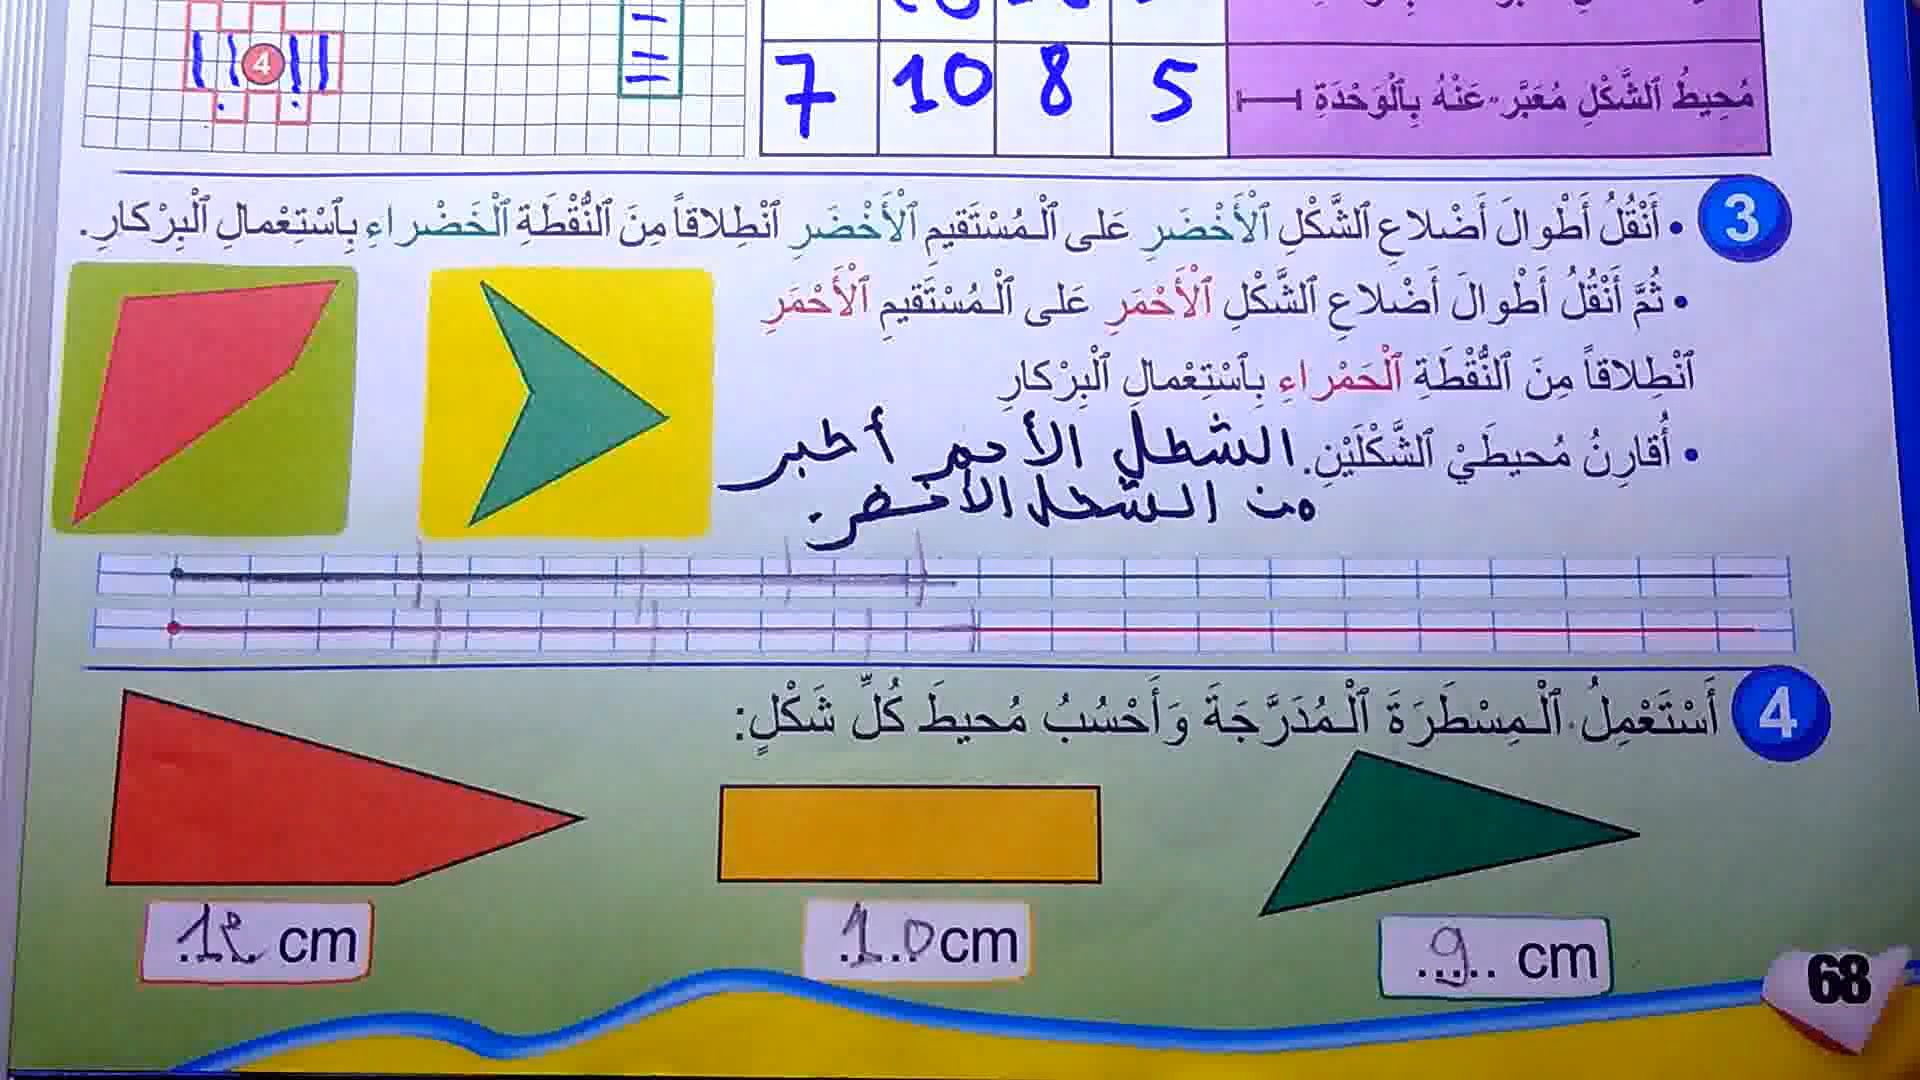 4
7 10 8 5 مُحِيطُ ٱلشَّكْلِ مُعَبَّر عَنْهُ بِٱلْوَحْدَةِ
3
• أَنْقُلُ أَطْوالَ أَضْلاعِ ٱلشَّكْلِ ٱلْأَخْضَرِ عَلى ٱلْمُسْتَقيمِ ٱلْأَخْضَرِ ٱنْطِلاقاً مِنَ ٱلنُّقْطَةِ ٱلْخَضْراءِ بِٱسْتِعْمالِ ٱلْبِرْكارِ.
• ثُمَّ أَنْقُلُ أَطْوالَ أَضْلاعِ ٱلشَّكْلِ ٱلْأَحْمَرِ عَلى ٱلْمُسْتَقيمِ ٱلْأَحْمَرِ
ٱنْطِلاقاً مِنَ ٱلنُّقْطَةِ ٱلْحَمْراءِ بِٱسْتِعْمالِ ٱلْبِرْكارِ
• أُقارِنُ مُحيطَيْ ٱلشَّكْلَيْنِ. الشكل الأحمر أكبر
من الشكل الأخضر.
4
أَسْتَعْمِلُ ٱلْمِسْطَرَةَ ٱلْمُدَرَّجَةَ وَأَحْسُبُ مُحيطَ كُلِّ شَكْلٍ:
12 cm
10 cm
9 cm
68